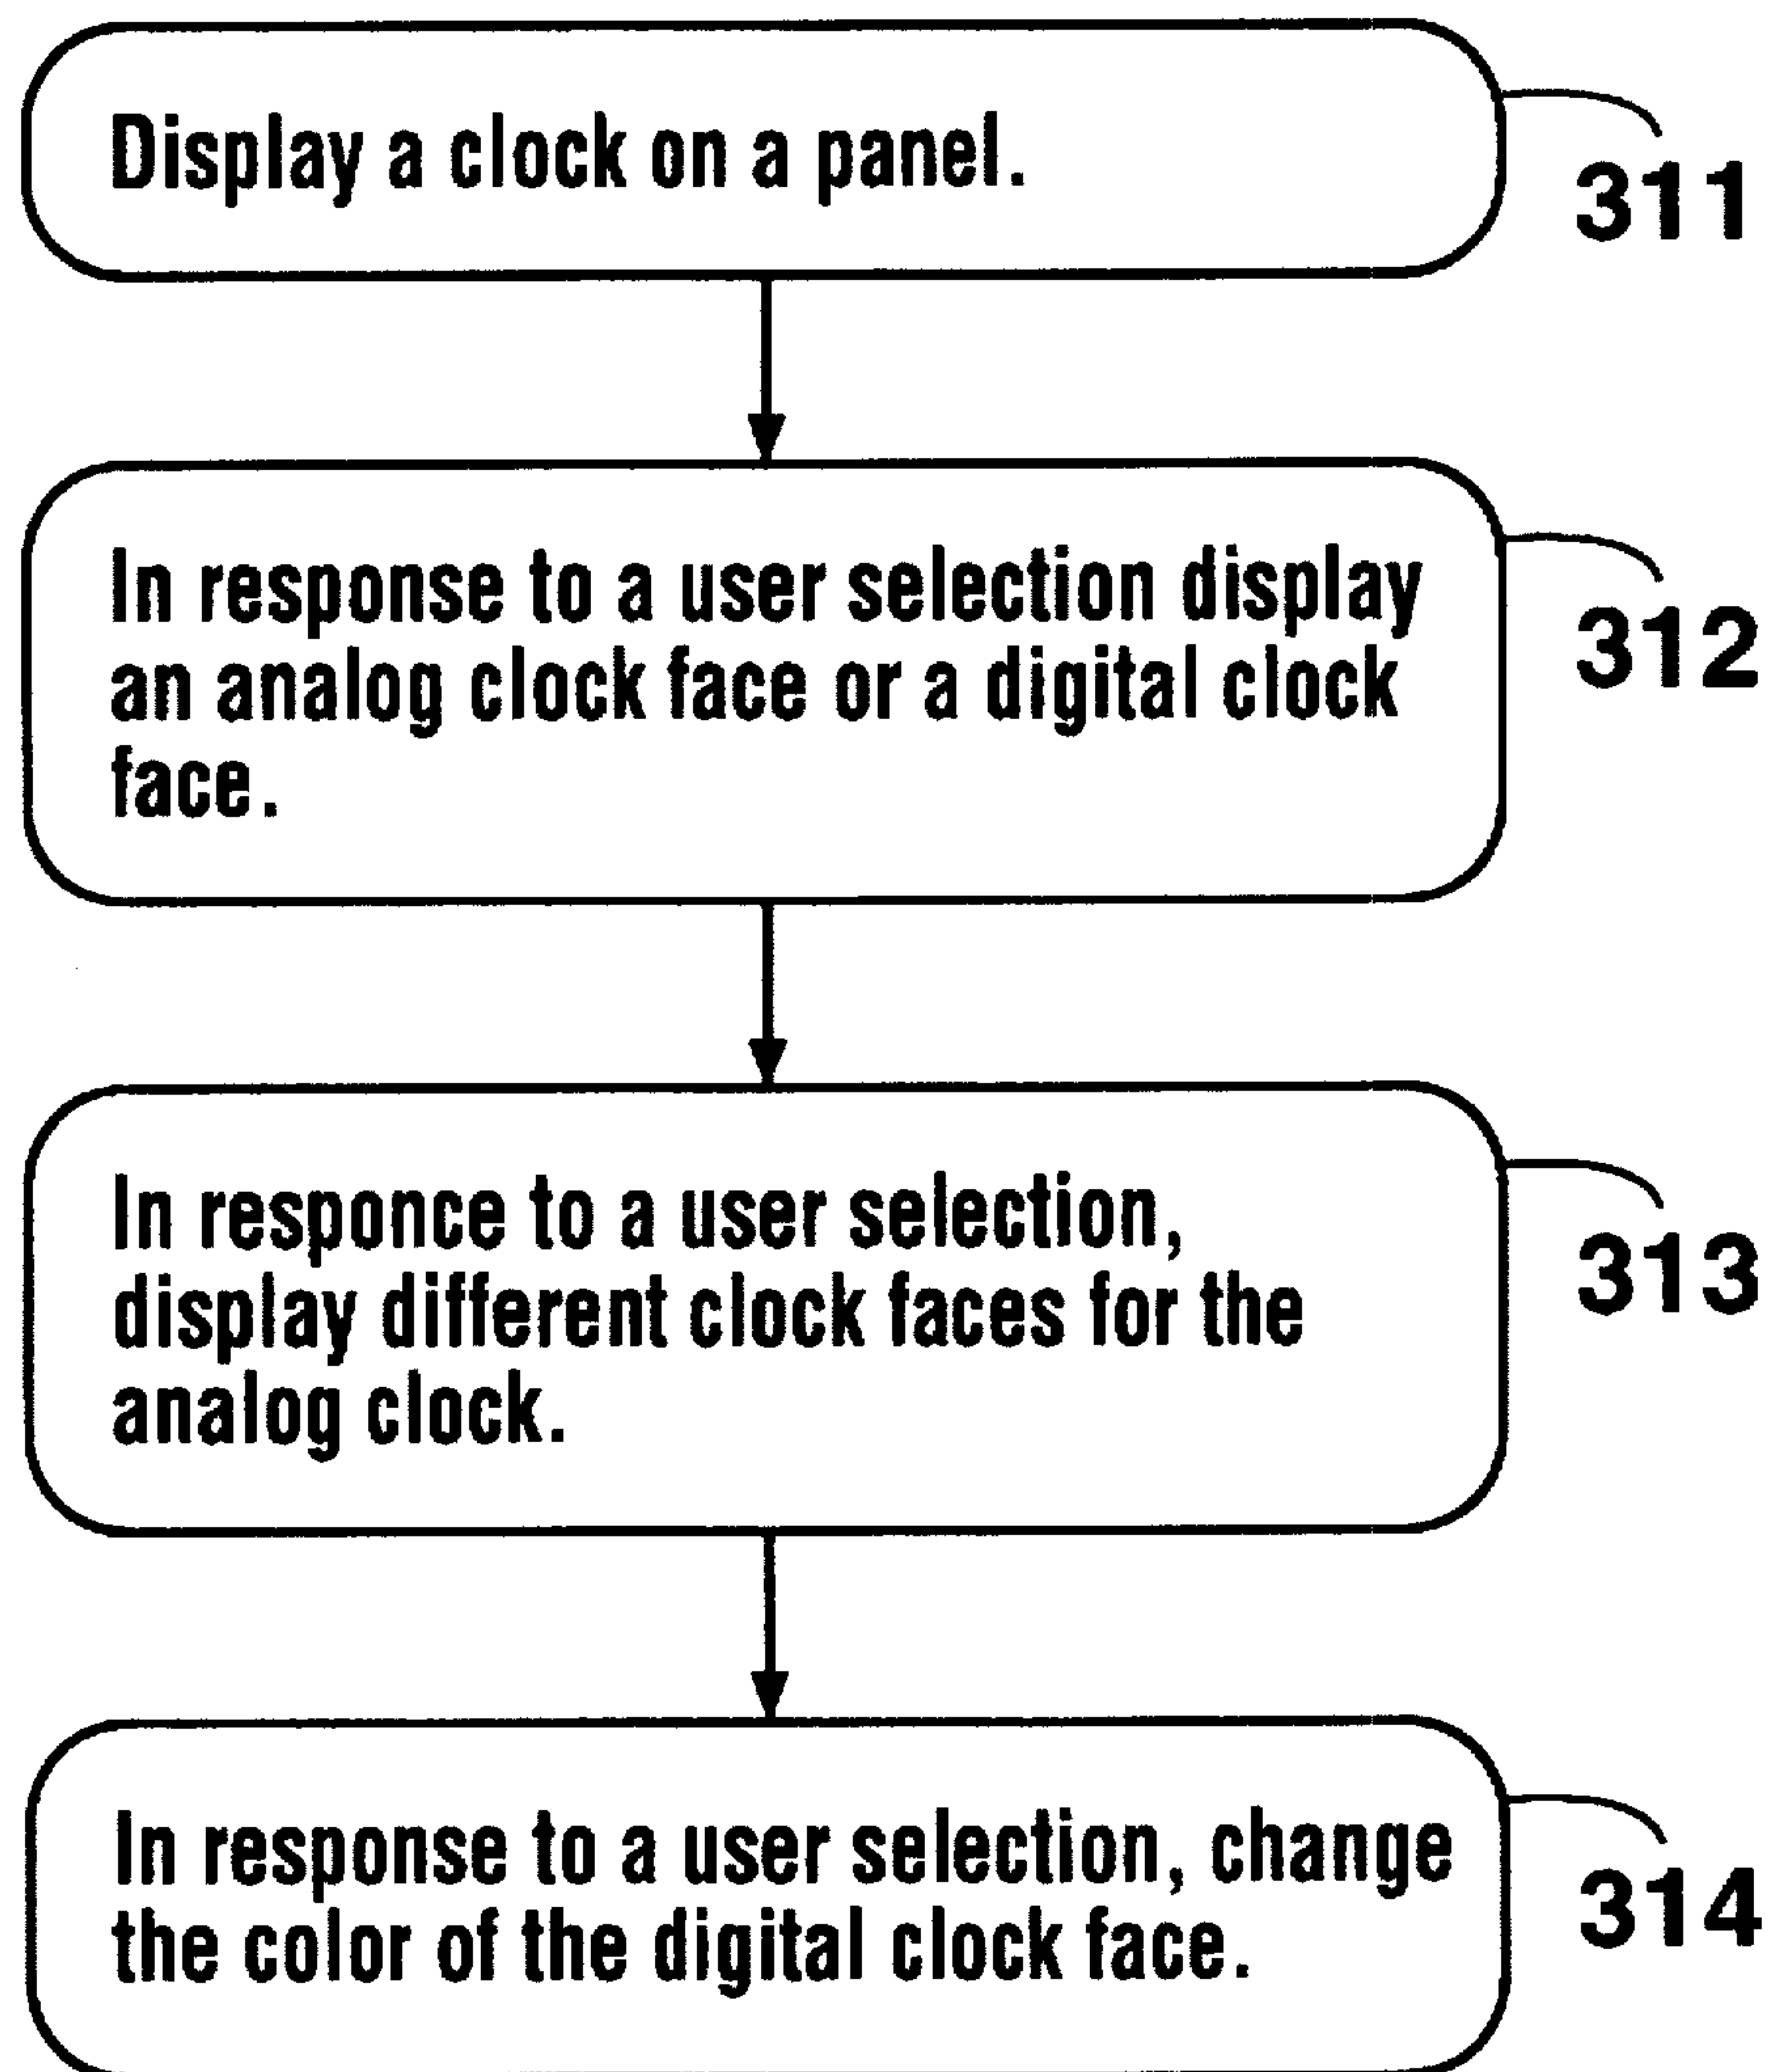 Display a clock on a panel.
311
In response to a user selection display
an analog clock face or a digital clock
face.
312
In responce to a user selection,
display different clock faces for the
analog clock.
313
In response to a user selection, change
the color of the digital clock face.
314